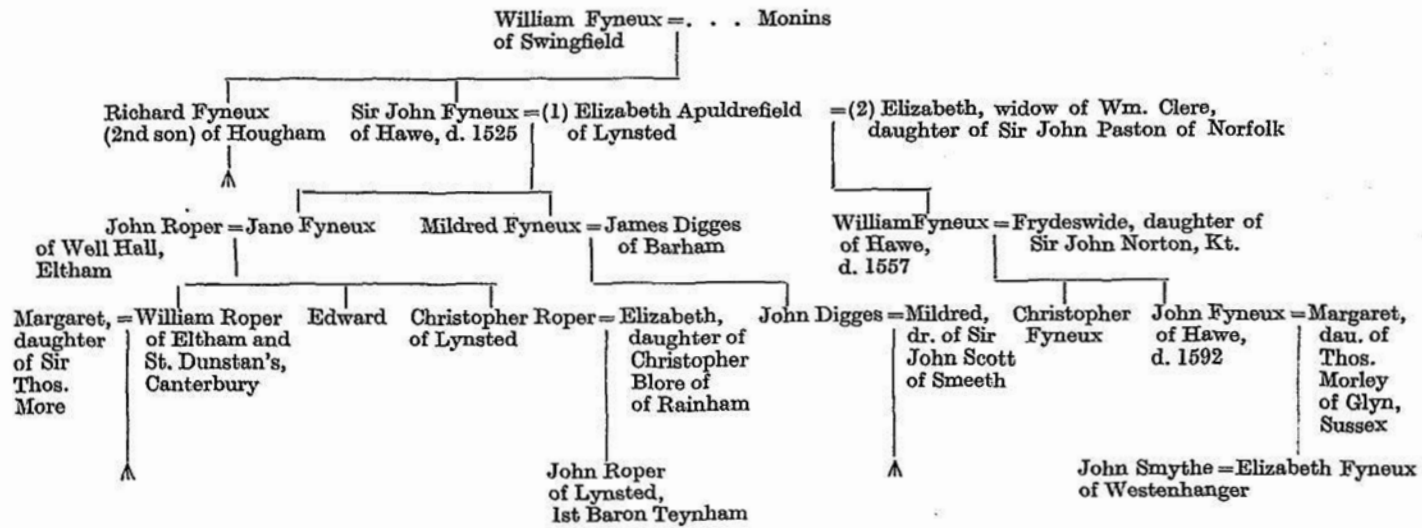 William Fyneux =. . . Monins
of Swingfield
Richard Fyneux
(2nd son) of Hougham
Sir John Fyneux =(1) Elizabeth Apuldrefield
of Hawe, d. 1525 of Lynsted
=(2) Elizabeth, widow of Wm. Clere,
daughter of Sir John Paston of Norfolk
John Roper = Jane Fyneux
of Well Hall,
Eltham
Mildred Fyneux = James Digges
of Barham
William Fyneux = Frydeswide, daughter of
of Hawe, Sir John Norton, Kt.
d. 1557
Margaret, = William Roper
daughter of Eltham and
of Sir St. Dunstan's,
Thos. Canterbury
More
Edward
Christopher Roper = Elizabeth,
of Lynsted daughter of
Christopher
Blore of
of Rainham
John Digges = Mildred,
dr. of Sir
John Scott
of Smeeth
Christopher
Fyneux
John Fyneux = Margaret,
of Hawe, dau. of
d. 1592 Thos.
Morley
of Glyn,
Sussex
John Roper
of Lynsted,
1st Baron Teynham
John Smythe = Elizabeth Fyneux
of Westenhanger